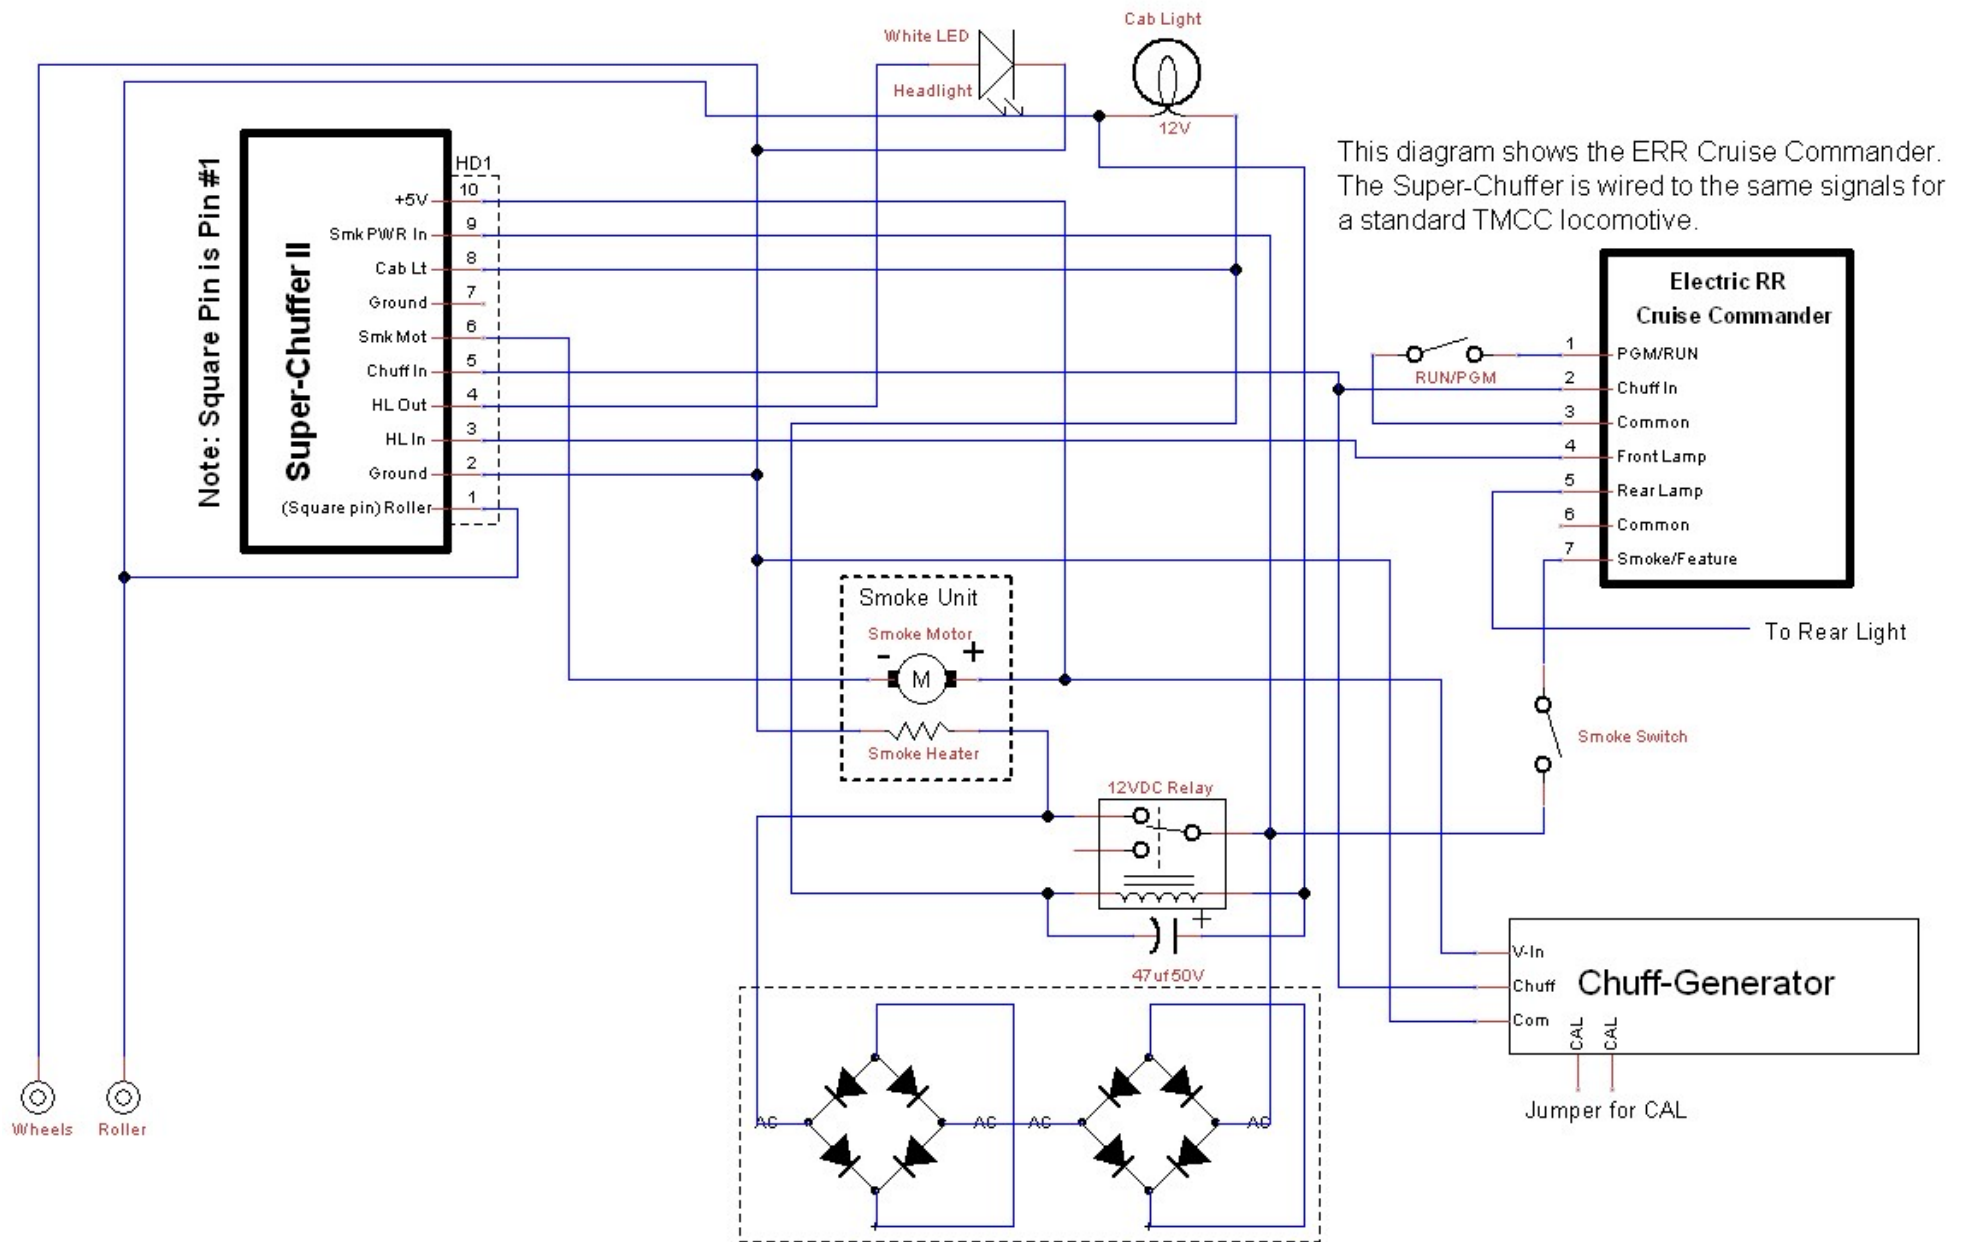 Cab Light
White LED
Headlight
12V
This diagram shows the ERR Cruise Commander.
The Super-Chuffer is wired to the same signals for
a standard TMCC locomotive.
Note: Square Pin is Pin #1
Super-Chuffer II
HD1
+5V 10
SmkPWR In 9
Cab Lt 8
Ground 7
Smk Mot 6
Chuff In 5
HL Out 4
HL In 3
Ground 2
(Square pin) Roller 1
Electric RR
Cruise Commander
1 PGM/RUN
RUN/PGM
2 Chuff In
3 Common
4 Front Lamp
5 Rear Lamp
6 Common
7 Smoke/Feature
To Rear Light
Smoke Unit
Smoke Motor
- +
M
Smoke Heater
Smoke Switch
12VDC Relay
+
47uf50V
V-In
Chuff
Com
Chuff-Generator
CAL CAL
Jumper for CAL
Wheels Roller
AC AC AC AC